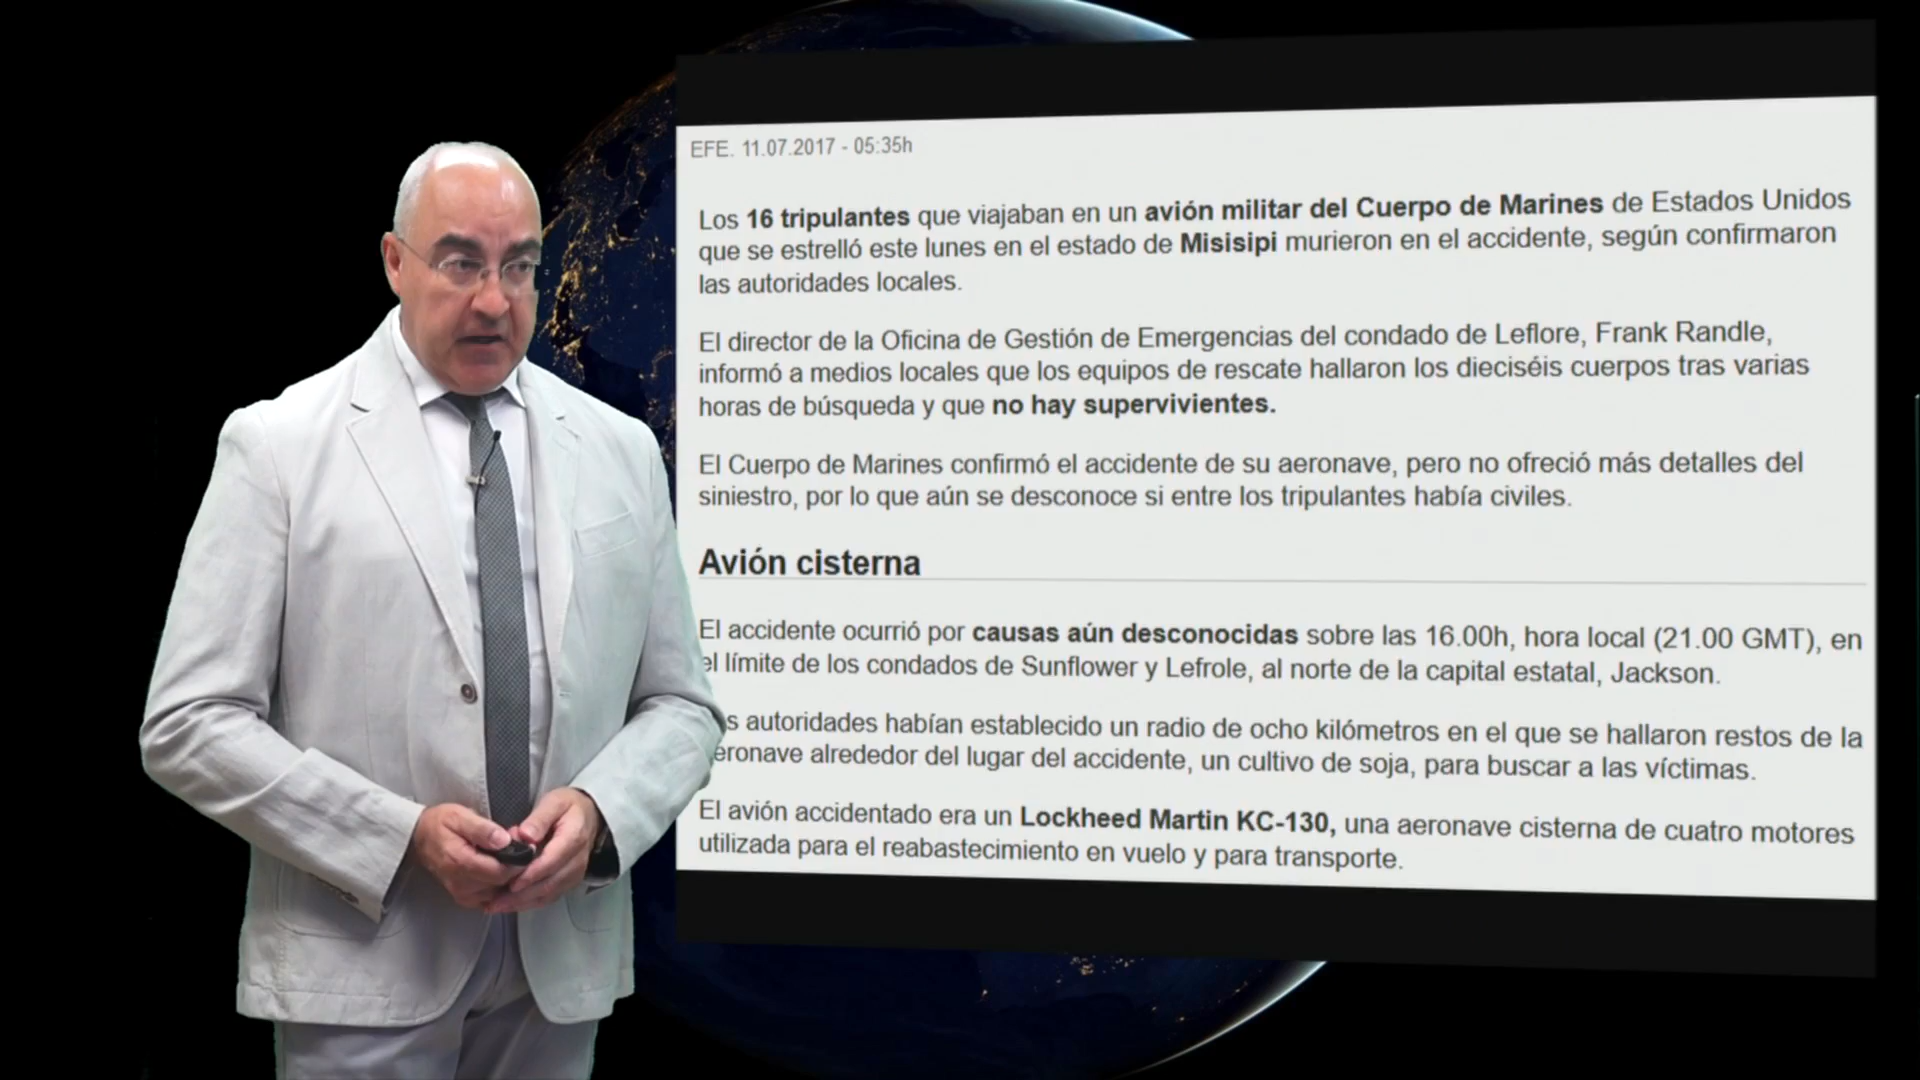 EFE. 11.07.2017 - 05:35h
Los 16 tripulantes que viajaban en un avión militar del Cuerpo de Marines de Estados Unidos
que se estrelló este lunes en el estado de Misisipi murieron en el accidente, según confirmaron
las autoridades locales.
El director de la Oficina de Gestión de Emergencias del condado de Leflore, Frank Randle,
informó a medios locales que los equipos de rescate hallaron los dieciséis cuerpos tras varias
horas de búsqueda y que no hay supervivientes.
El Cuerpo de Marines confirmó el accidente de su aeronave, pero no ofreció más detalles del
siniestro, por lo que aún se desconoce si entre los tripulantes había civiles.
Avión cisterna
El accidente ocurrió por causas aún desconocidas sobre las 16.00h, hora local (21.00 GMT), en
el límite de los condados de Sunflower y Lefrole, al norte de la capital estatal, Jackson.
s autoridades habían establecido un radio de ocho kilómetros en el que se hallaron restos de la
eronave alrededor del lugar del accidente, un cultivo de soja, para buscar a las víctimas.
El avión accidentado era un Lockheed Martin KC-130, una aeronave cisterna de cuatro motores
utilizada para el reabastecimiento en vuelo y para transporte.